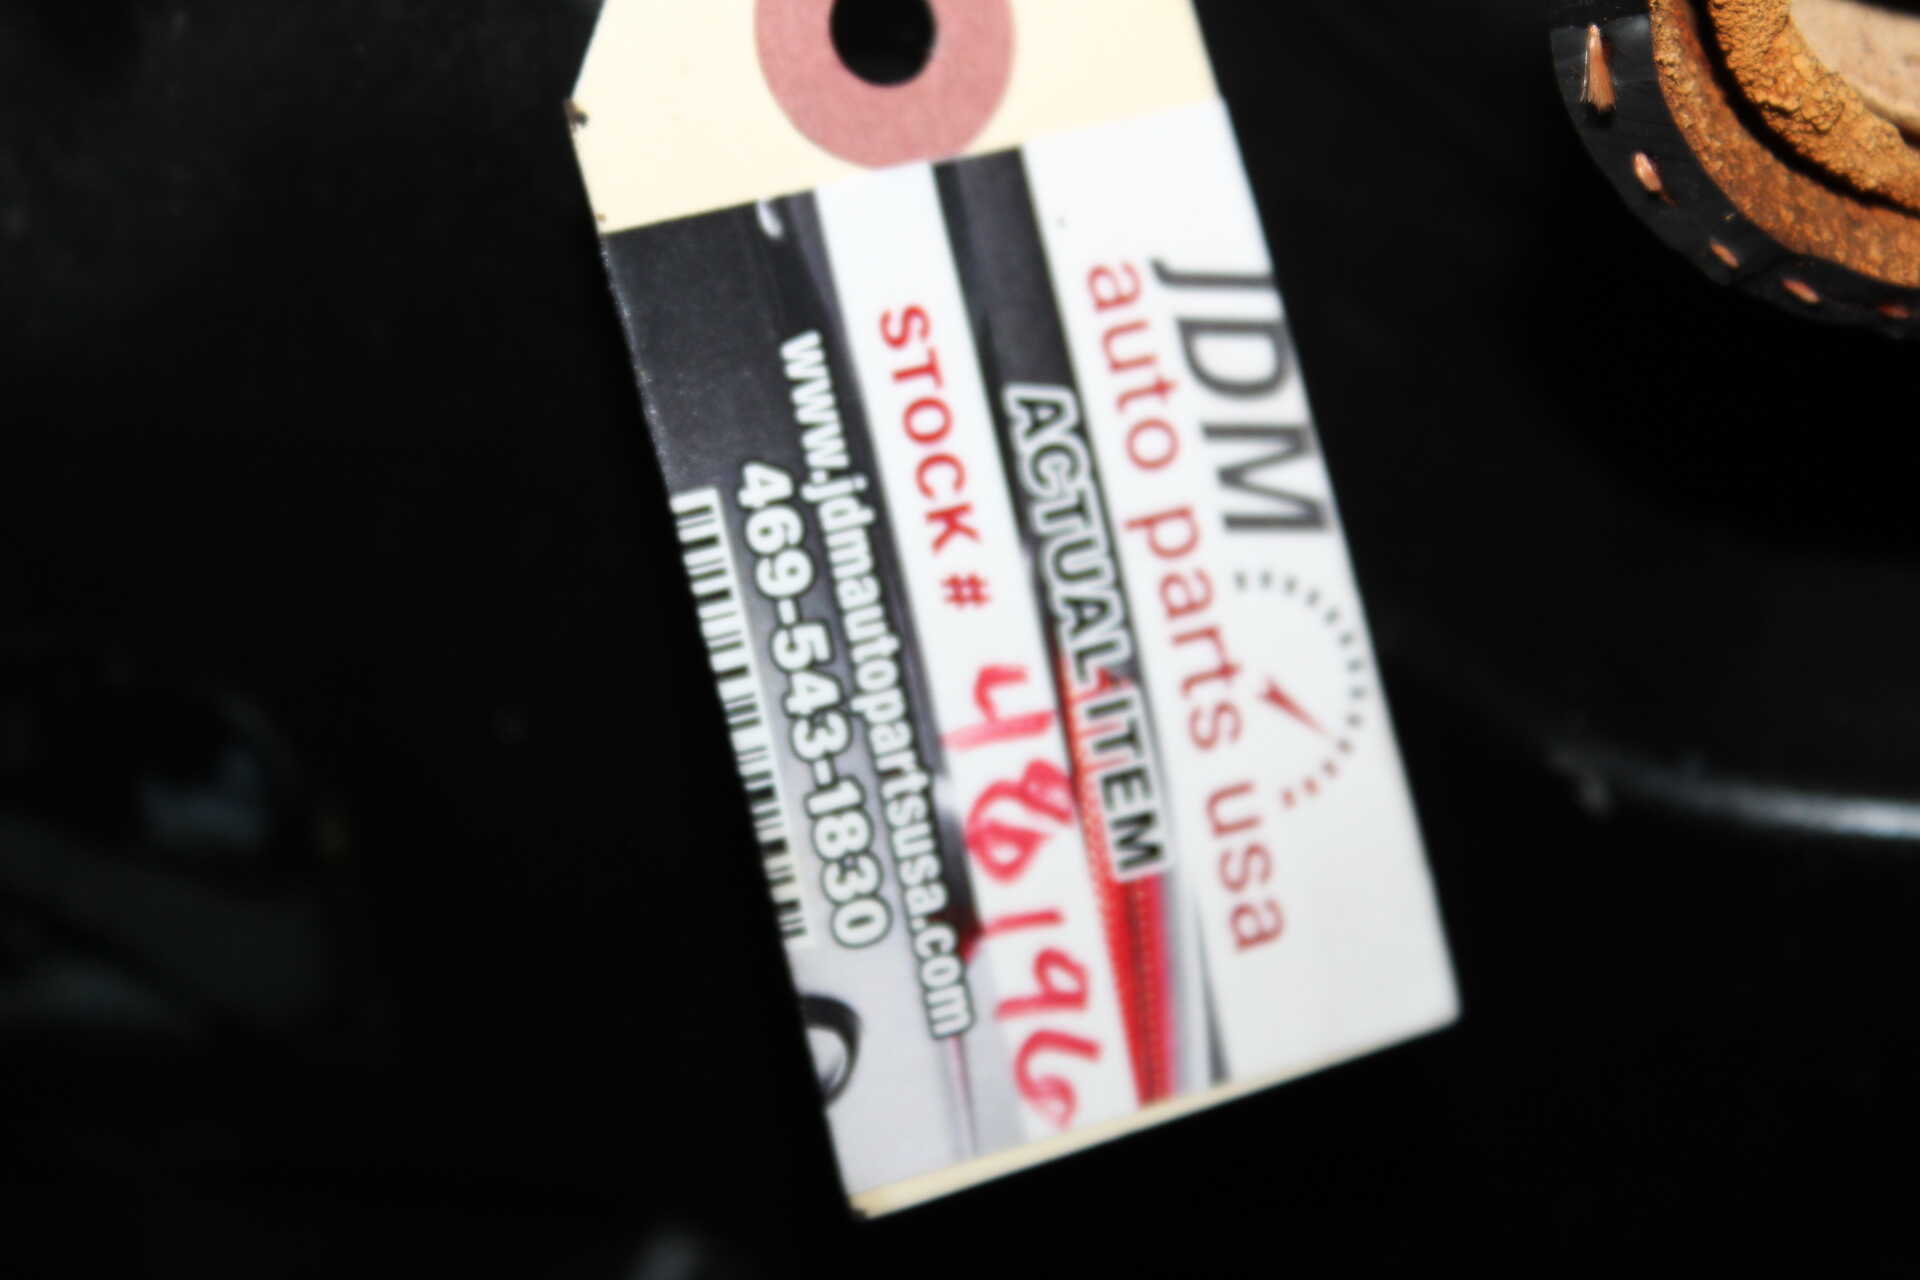 JDM
auto parts usa
ACTUAL ITEM
STOCK # 48196
www.jdmautopartsusa.com
469-543-1830